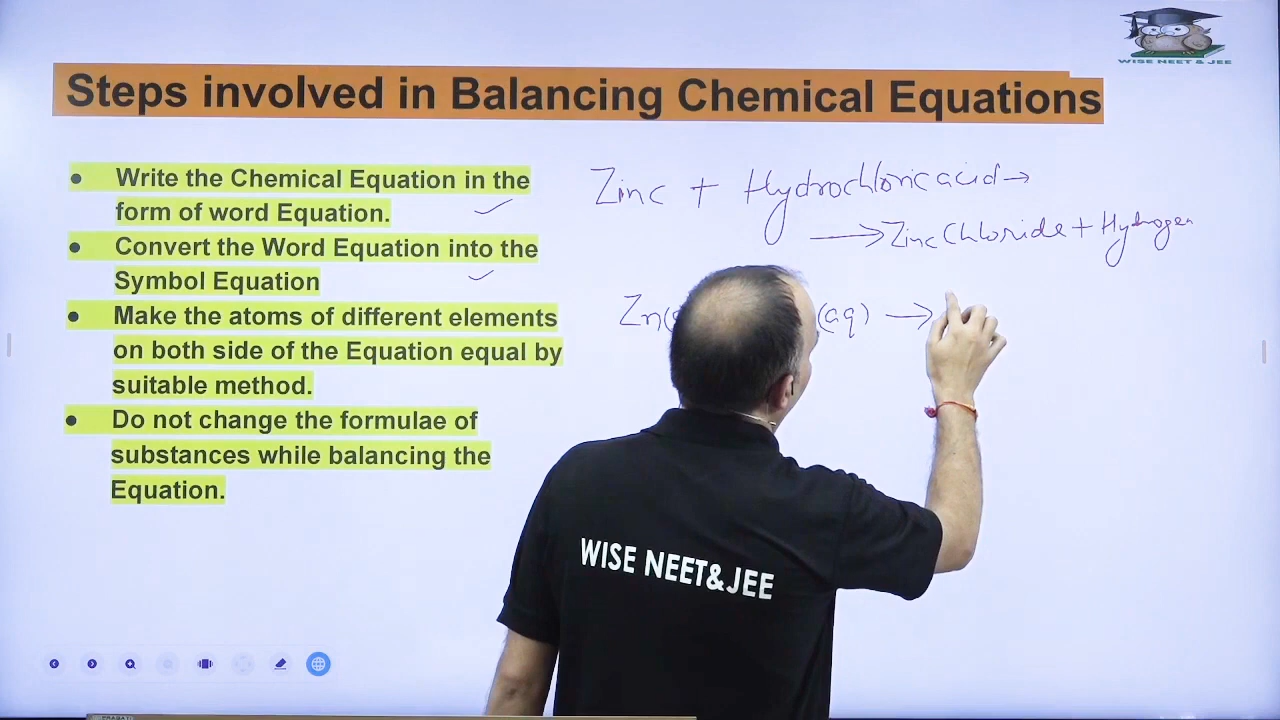 WISE NEET & JEE
Steps involved in Balancing Chemical Equations
• Write the Chemical Equation in the
form of word Equation.
• Convert the Word Equation into the
Symbol Equation
• Make the atoms of different elements
on both side of the Equation equal by
suitable method.
• Do not change the formulae of
substances while balancing the
Equation.
Zinc + Hydrochloric acid →
→ Zinc Chloride + Hydrogen
Zn( (aq) →
WISE NEET&JEE